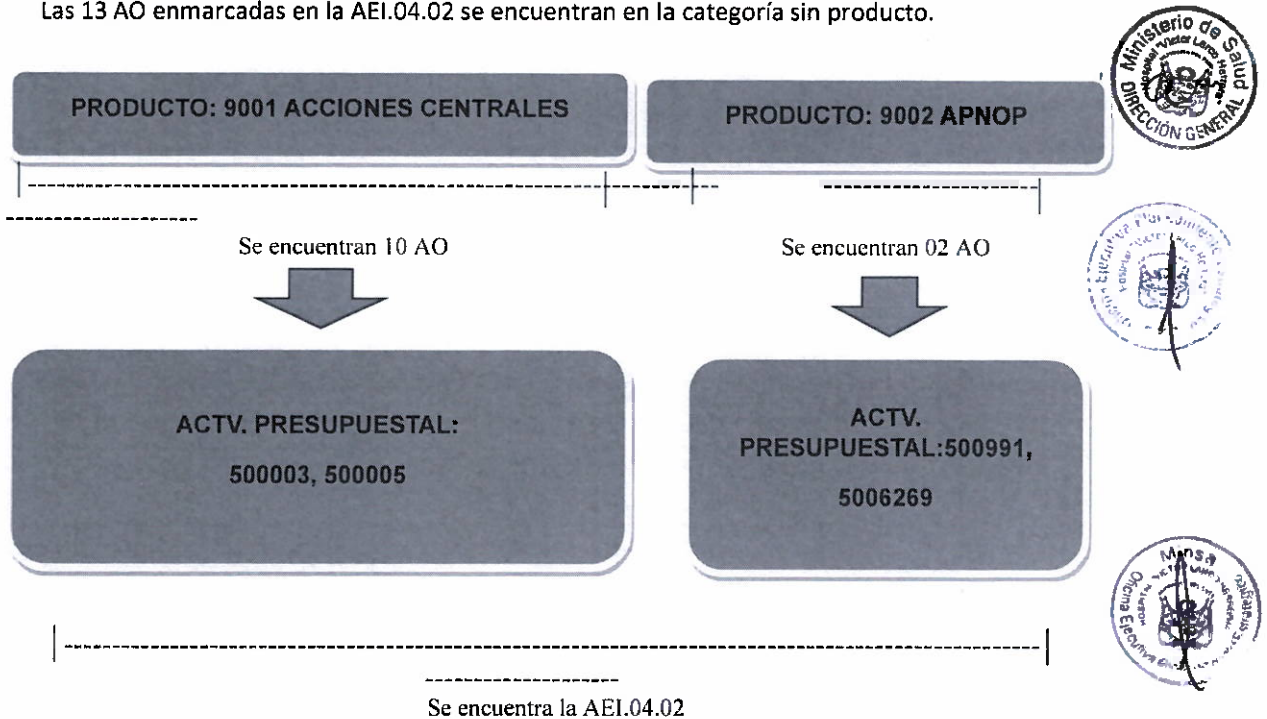 Las 13 AO enmarcadas en la AEI.04.02 se encuentran en la categoría sin producto.
PRODUCTO: 9001 ACCIONES CENTRALES
PRODUCTO: 9002 APNOP
Se encuentran 10 AO
Se encuentran 02 AO
ACTV. PRESUPUESTAL:
500003, 500005
ACTV.
PRESUPUESTAL:500991,
5006269
Se encuentra la AEI.04.02
Ministerio de Salud
DIRECCIÓN GENERAL
Minsa
Oficina Ejecutiva